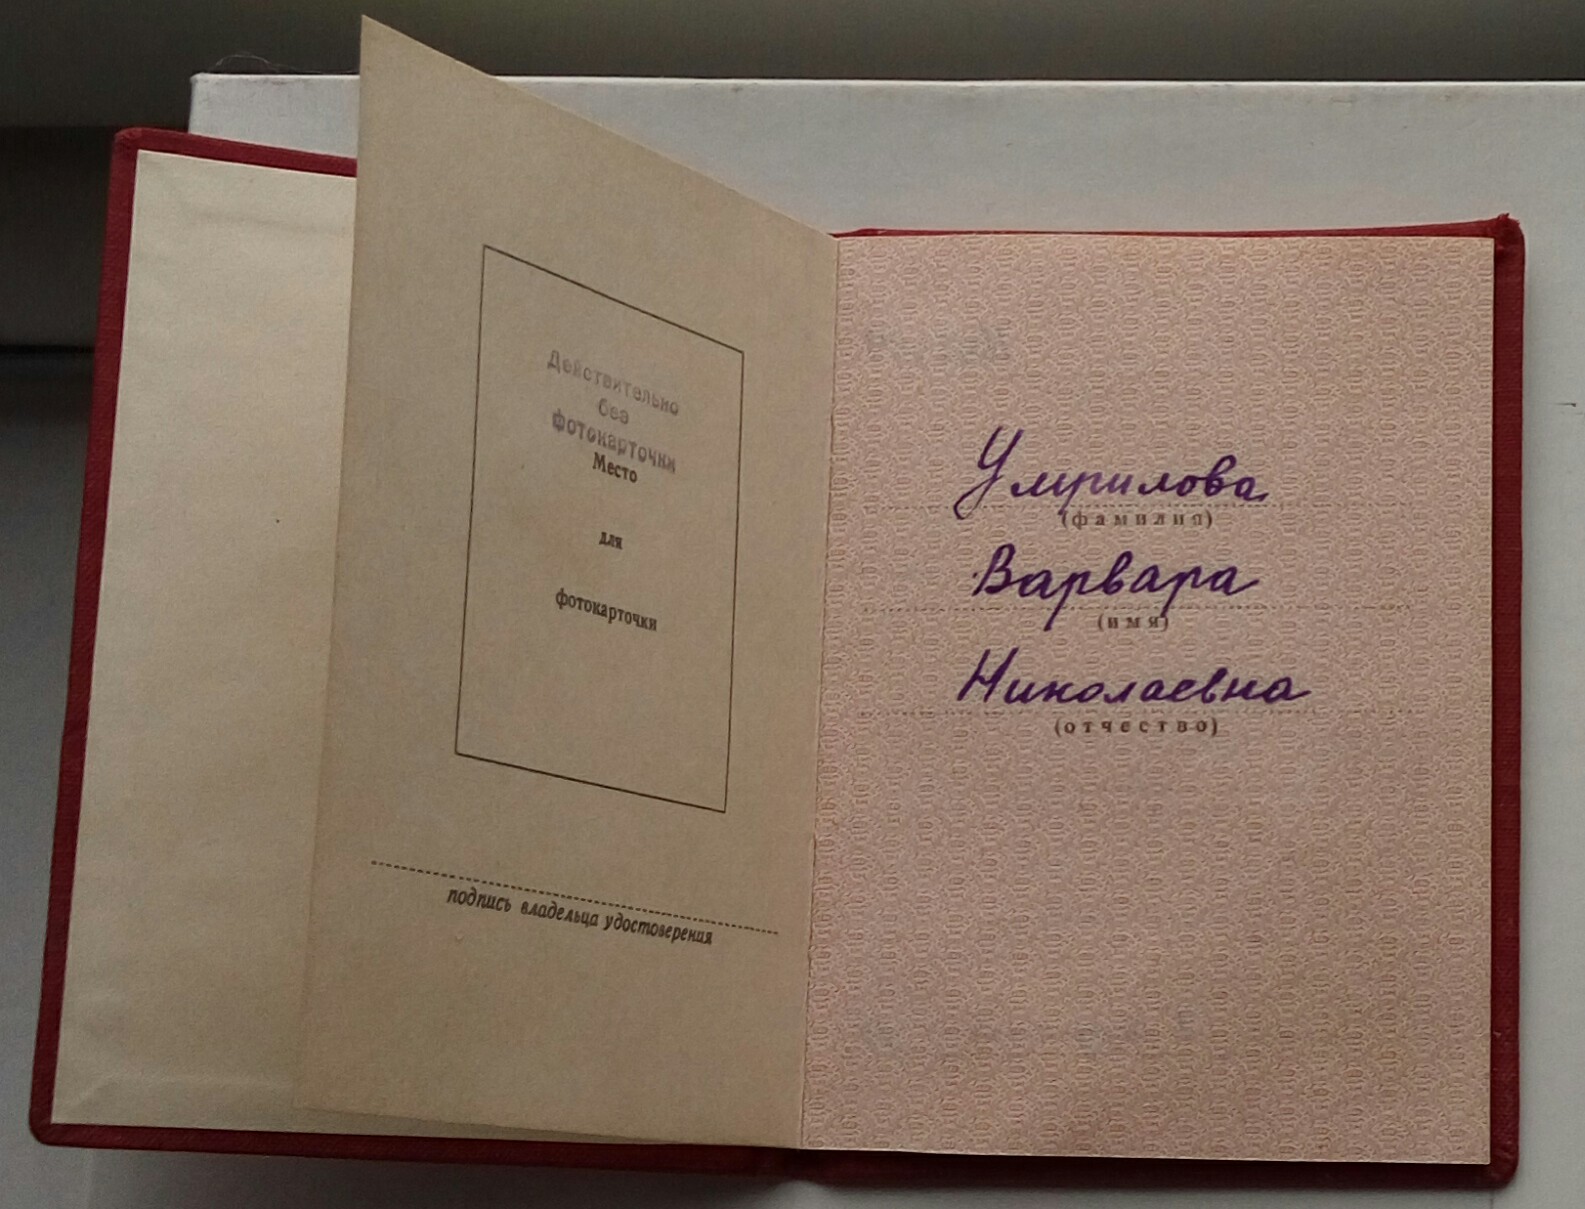 Действительно
без
фотокарточки
Место
для
фотокарточки
подпись владельца удостоверения
Умрилова
(фамилия)
Варвара
(имя)
Николаевна
(отчество)